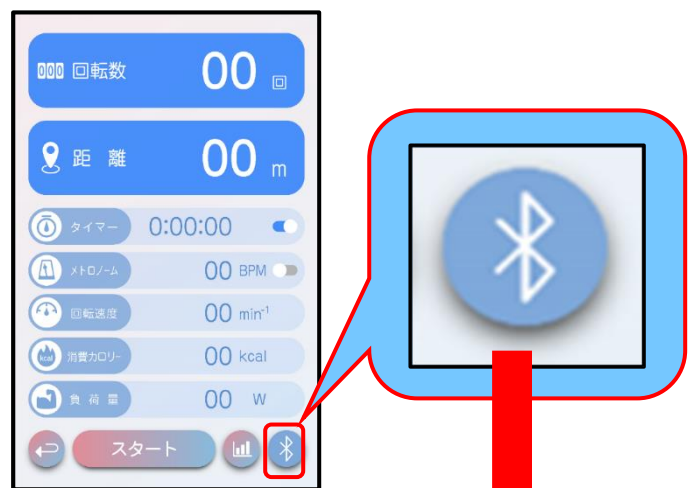 000 回転数 00 回
距 離 00 m
タイマー 0:00:00
メトロノーム 00 BPM
回転速度 00 min⁻¹
kcal 消費カロリー 00 kcal
負 荷 量 00 W
スタート